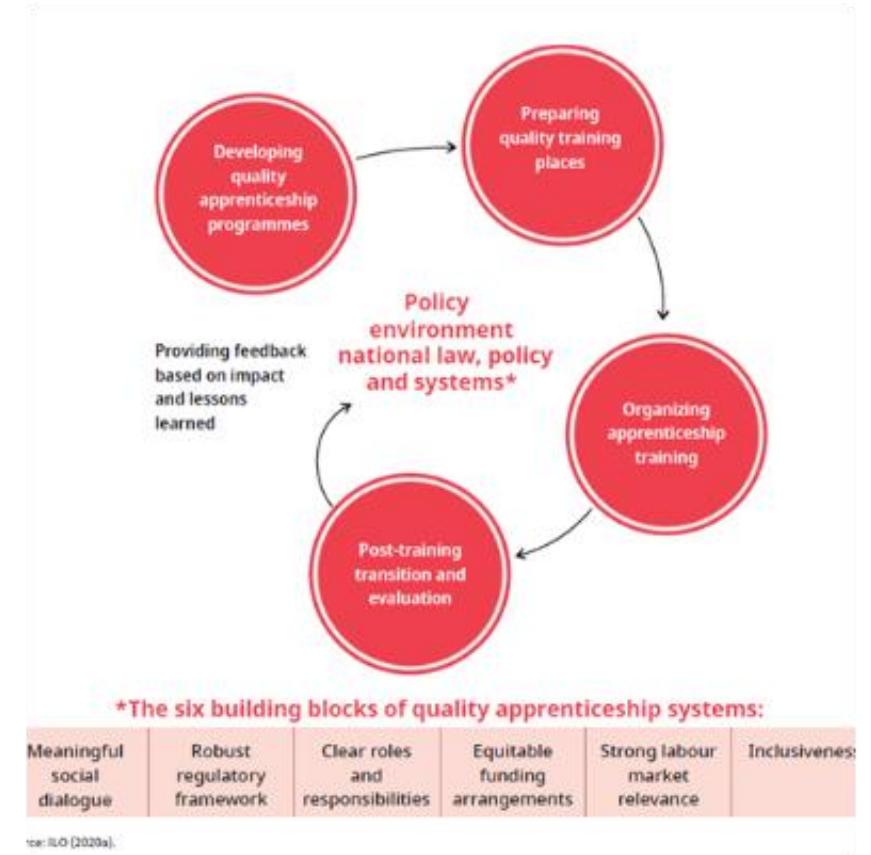 Developing
quality
apprenticeship
programmes
Preparing
quality training
places
Policy
environment
national law, policy
and systems*
Providing feedback
based on impact
and lessons
learned
Organizing
apprenticeship
training
Post-training
transition and
evaluation
*The six building blocks of quality apprenticeship systems:
Meaningful
social
dialogue
Robust
regulatory
framework
Clear roles
and
responsibilities
Equitable
funding
arrangements
Strong labour
market
relevance
Inclusiveness
rce: ILO (2020a).